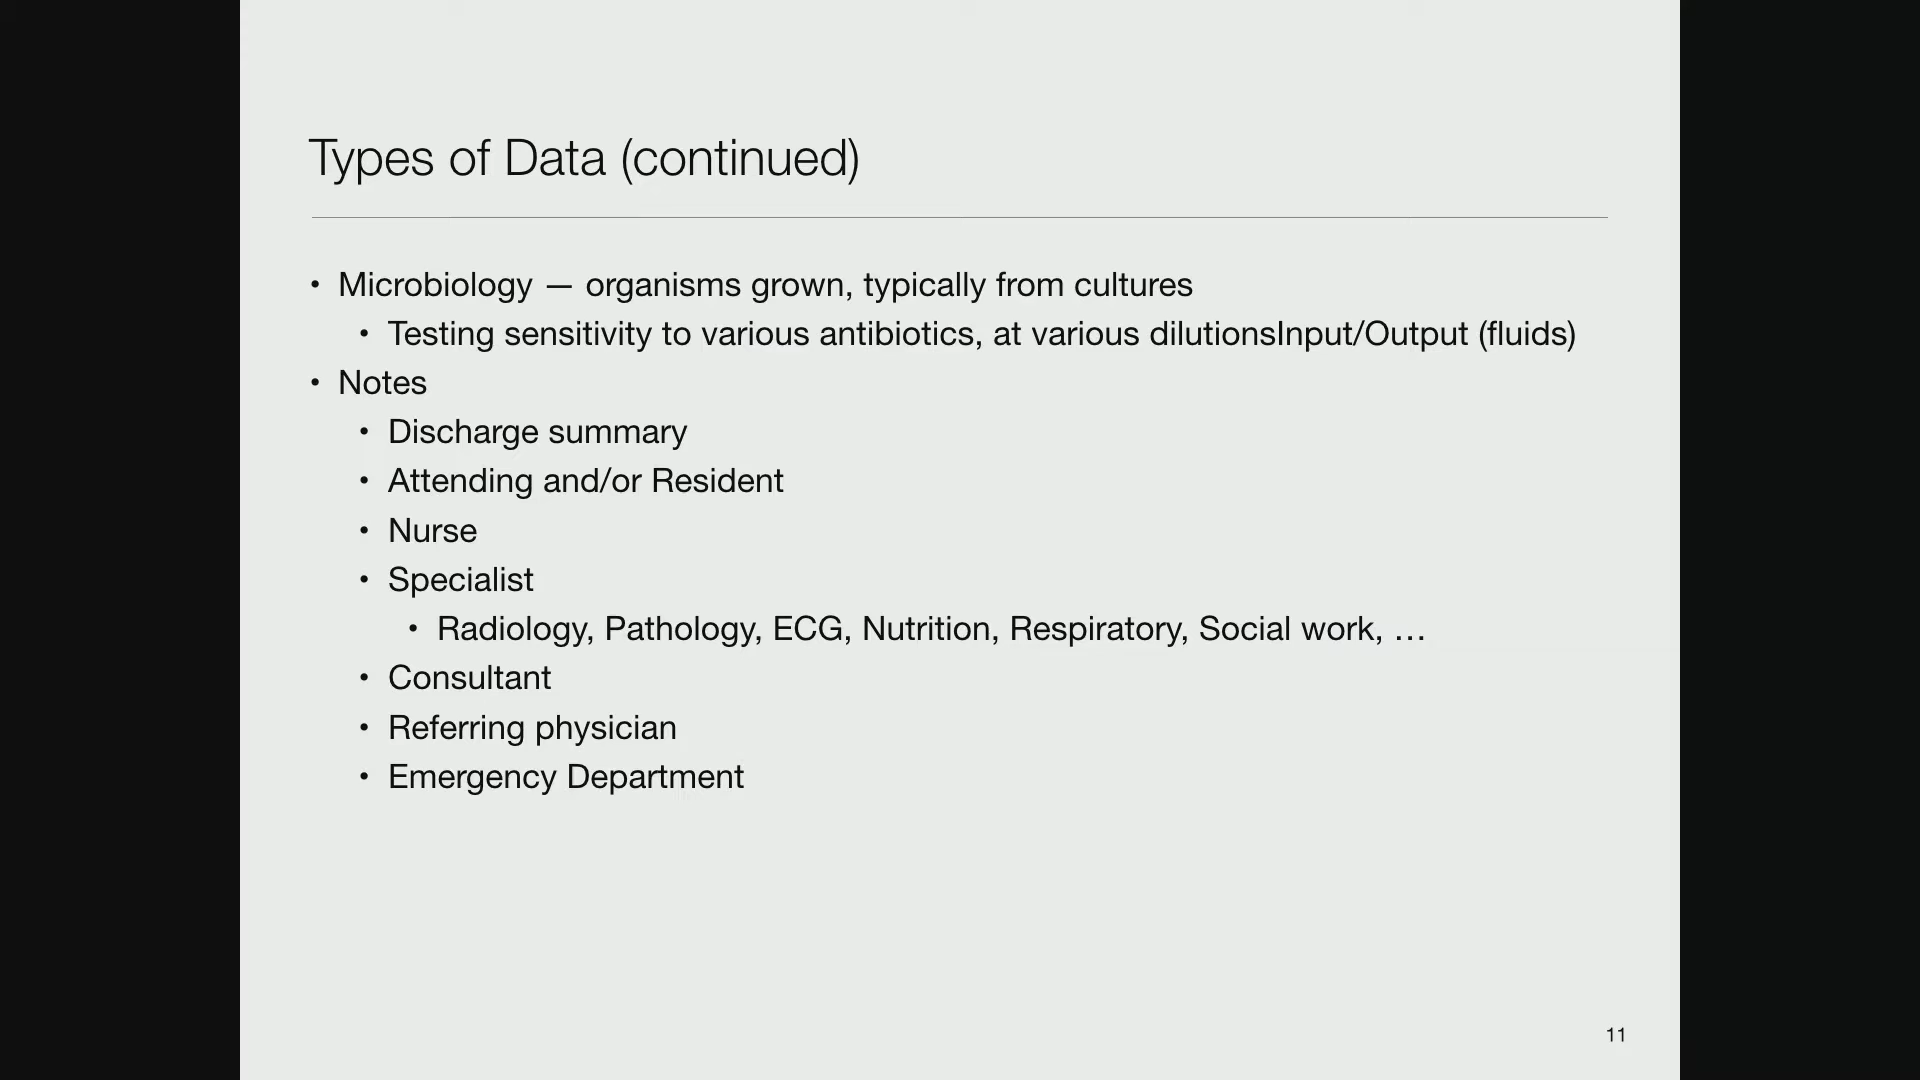 Types of Data (continued)
• Microbiology — organisms grown, typically from cultures
• Testing sensitivity to various antibiotics, at various dilutionsInput/Output (fluids)
• Notes
• Discharge summary
• Attending and/or Resident
• Nurse
• Specialist
• Radiology, Pathology, ECG, Nutrition, Respiratory, Social work, …
• Consultant
• Referring physician
• Emergency Department
11